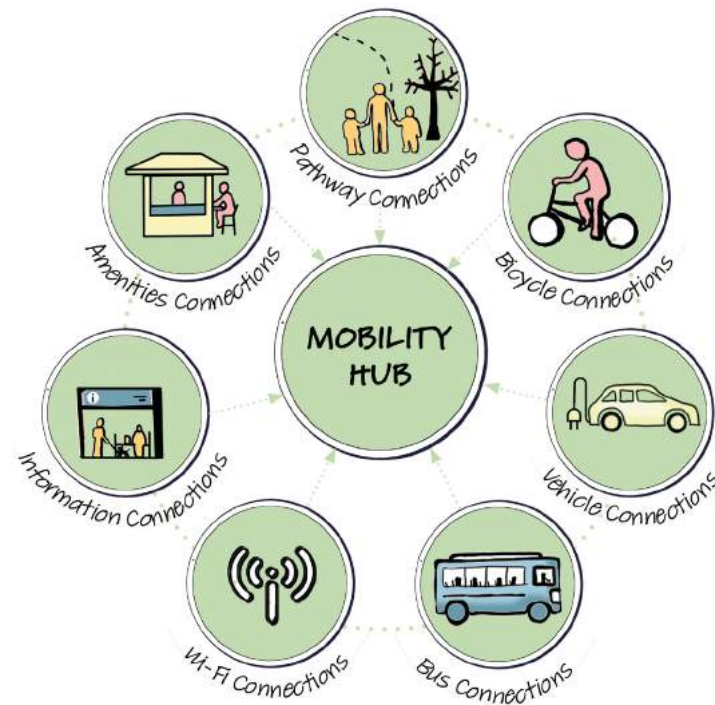 Pathway Connections
Bicycle Connections
Vehicle Connections
Bus Connections
Wi-Fi Connections
Information Connections
Amenities Connections
MOBILITY
HUB
i